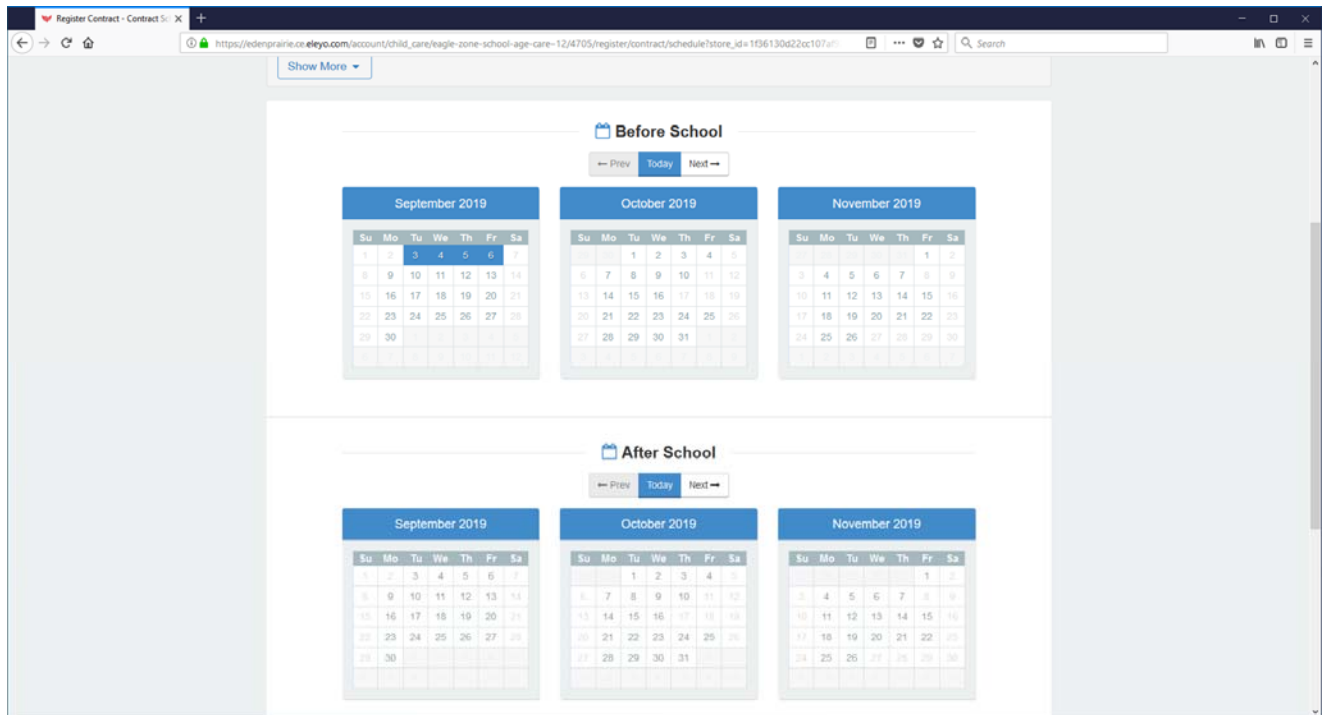 Register Contract - Contract Sc
https://edenprairie.ce.eleyo.com/account/child_care/eagle-zone-school-age-care-12/4705/register/contract/schedule?store_id=1f36130d22cc107af
Search
Show More
Before School
← Prev Today Next →
September 2019 October 2019 November 2019
Su Mo Tu We Th Fr Sa Su Mo Tu We Th Fr Sa Su Mo Tu We Th Fr Sa
1 2 3 4 5 6 7 1 2 3 4 5 1 2
8 9 10 11 12 13 14 6 7 8 9 10 11 12 3 4 5 6 7 8 9
15 16 17 18 19 20 21 13 14 15 16 17 18 19 10 11 12 13 14 15 16
22 23 24 25 26 27 28 20 21 22 23 24 25 26 17 18 19 20 21 22 23
29 30 27 28 29 30 31 24 25 26 27 28 29 30
After School
← Prev Today Next →
September 2019 October 2019 November 2019
Su Mo Tu We Th Fr Sa Su Mo Tu We Th Fr Sa Su Mo Tu We Th Fr Sa
1 2 3 4 5 6 7 1 2 3 4 5 1 2
8 9 10 11 12 13 14 6 7 8 9 10 11 12 3 4 5 6 7 8 9
15 16 17 18 19 20 21 13 14 15 16 17 18 19 10 11 12 13 14 15 16
22 23 24 25 26 27 28 20 21 22 23 24 25 26 17 18 19 20 21 22 23
29 30 27 28 29 30 31 24 25 26 27 28 29 30